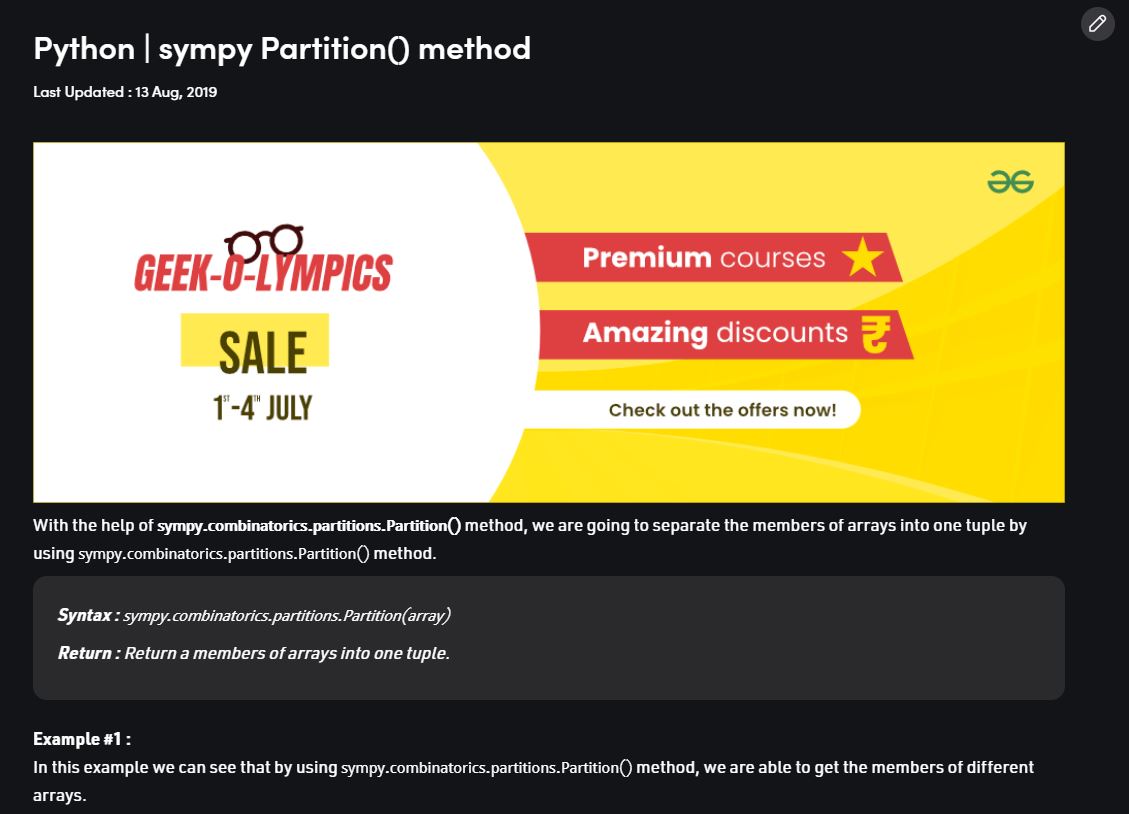 Python | sympy Partition() method
Last Updated : 13 Aug, 2019
GEEK-O-LYMPICS
SALE
1ST-4TH JULY
Premium courses
Amazing discounts
Check out the offers now!
With the help of sympy.combinatorics.partitions.Partition() method, we are going to separate the members of arrays into one tuple by
using sympy.combinatorics.partitions.Partition() method.
Syntax : sympy.combinatorics.partitions.Partition(array)
Return : Return a members of arrays into one tuple.
Example #1 :
In this example we can see that by using sympy.combinatorics.partitions.Partition() method, we are able to get the members of different
arrays.